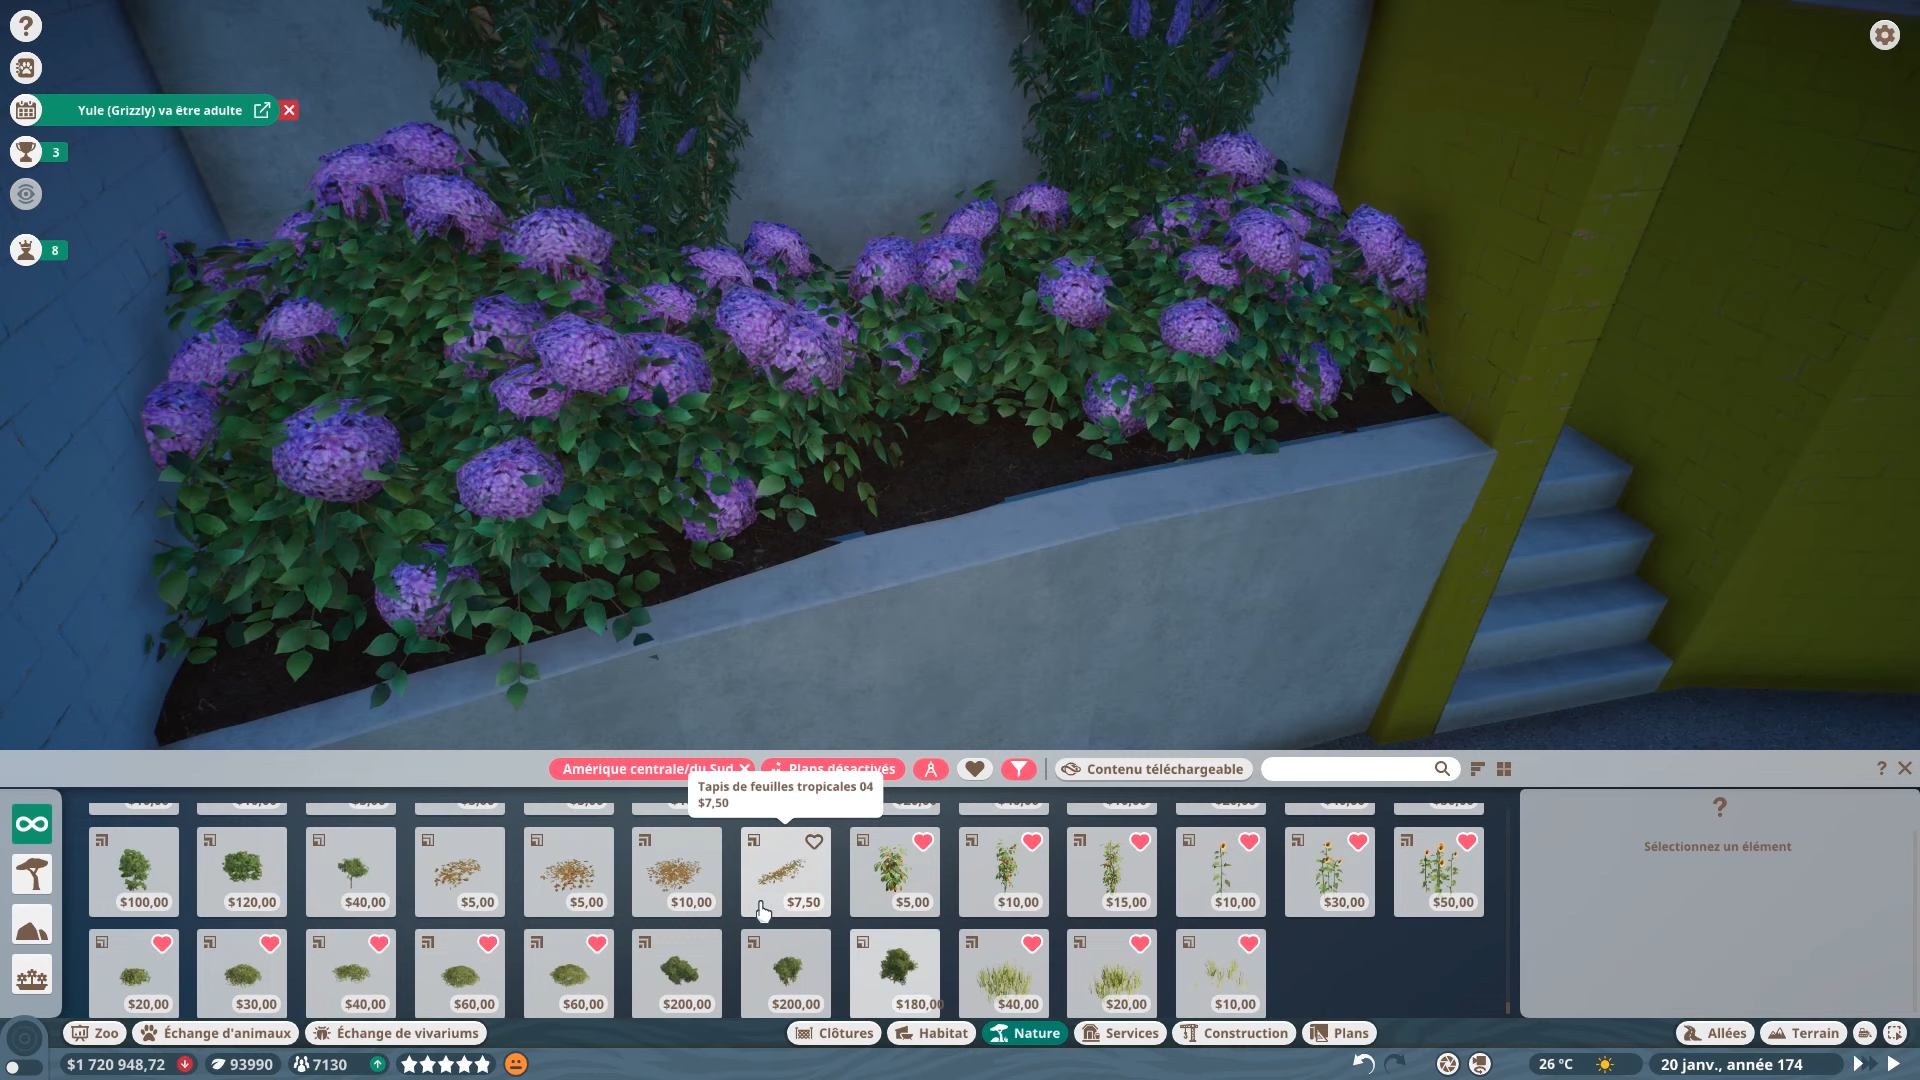 ?
Yule (Grizzly) va être adulte
3
8
Amérique centrale/du Sud
Plans désactivés
Contenu téléchargeable
?
Tapis de feuilles tropicales 04
$7,50
$100,00
$120,00
$40,00
$5,00
$5,00
$10,00
$7,50
$5,00
$10,00
$15,00
$10,00
$30,00
$50,00
$20,00
$30,00
$40,00
$60,00
$60,00
$200,00
$200,00
$180,00
$40,00
$20,00
$10,00
?
Sélectionnez un élément
Zoo
Échange d'animaux
Échange de vivariums
Clôtures
Habitat
Nature
Services
Construction
Plans
Allées
Terrain
$1 720 948,72
93990
7130
26 °C
20 janv., année 174